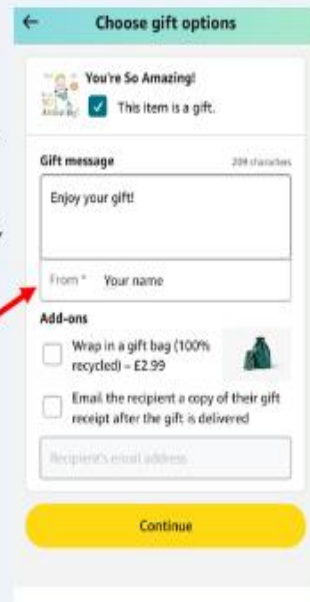 Choose gift options
You're So Amazing!
This item is a gift.
Gift message
209 characters
Enjoy your gift!
From * Your name
Add-ons
Wrap in a gift bag (100%
recycled) - £2.99
Email the recipient a copy of their gift
receipt after the gift is delivered
Recipient's email address
Continue